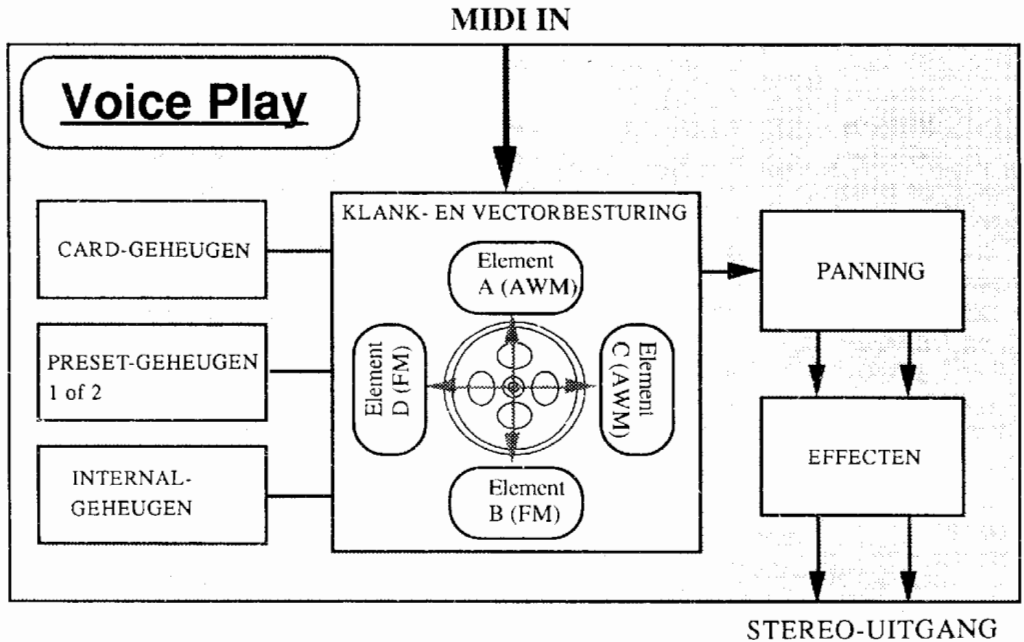 MIDI IN
Voice Play
KLANK- EN VECTORBESTURING
CARD-GEHEUGEN
PRESET-GEHEUGEN
1 of 2
INTERNAL-
GEHEUGEN
Element
A (AWM)
Element
D (FM)
Element
C (AWM)
Element
B (FM)
PANNING
EFFECTEN
STEREO-UITGANG